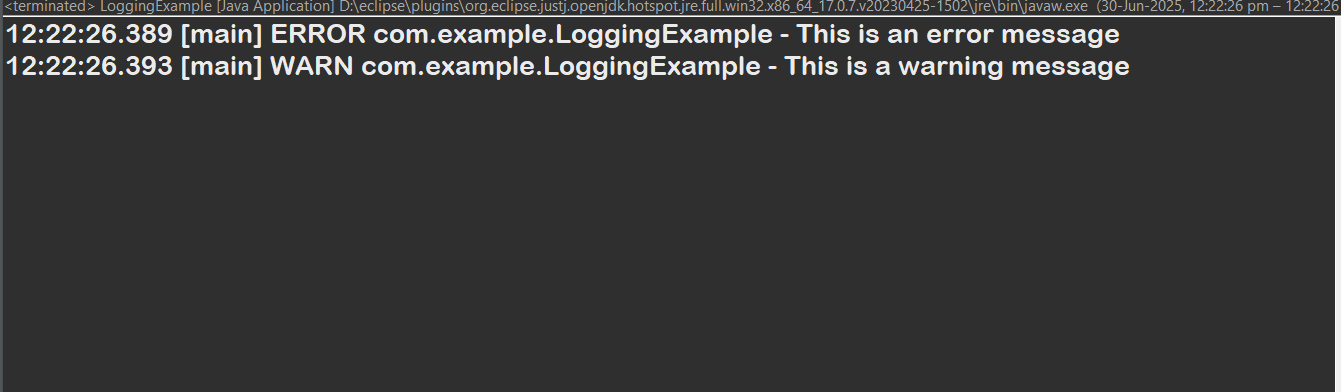 <terminated> LoggingExample [Java Application] D:\eclipse\plugins\org.eclipse.justj.openjdk.hotspot.jre.full.win32.x86_64_17.0.7.v20230425-1502\jre\bin\javaw.exe (30-Jun-2025, 12:22:26 pm – 12:22:26
12:22:26.389 [main] ERROR com.example.LoggingExample - This is an error message
12:22:26.393 [main] WARN com.example.LoggingExample - This is a warning message